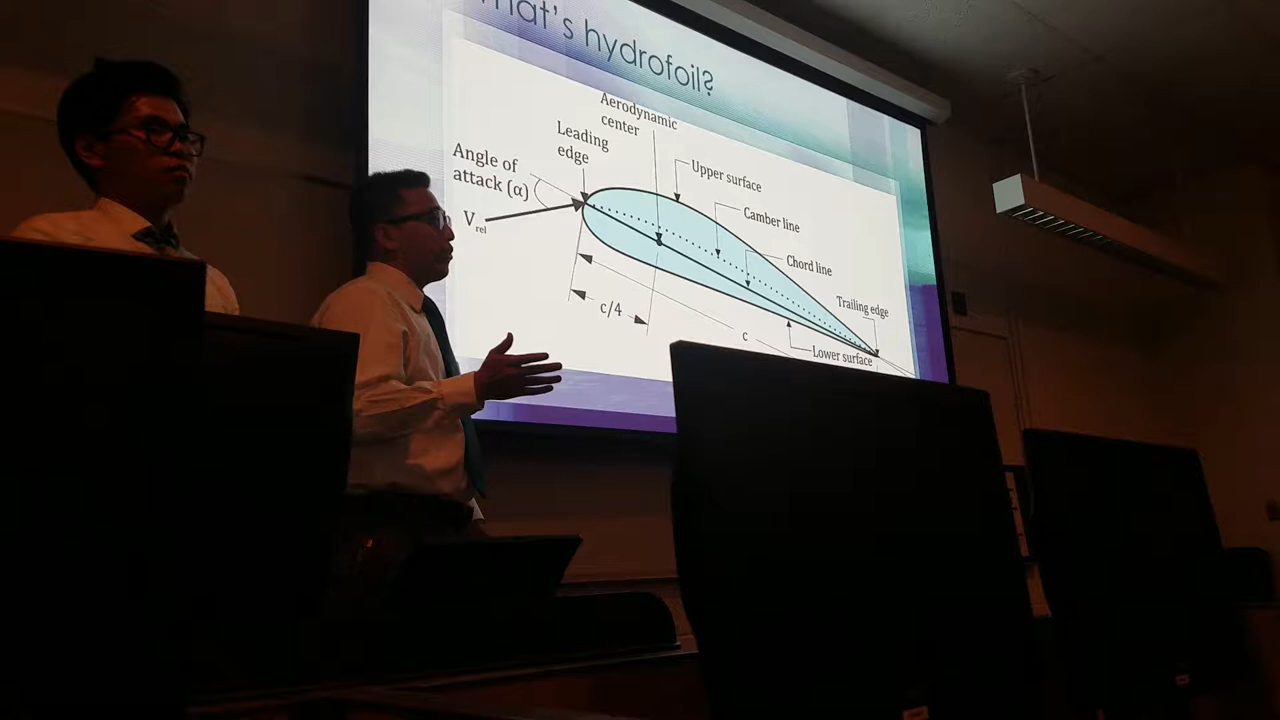 What's hydrofoil?
Aerodynamic
center
Leading
edge
Angle of
attack (α)
V rel
Upper surface
Camber line
Chord line
Trailing edge
c/4
c
Lower surface